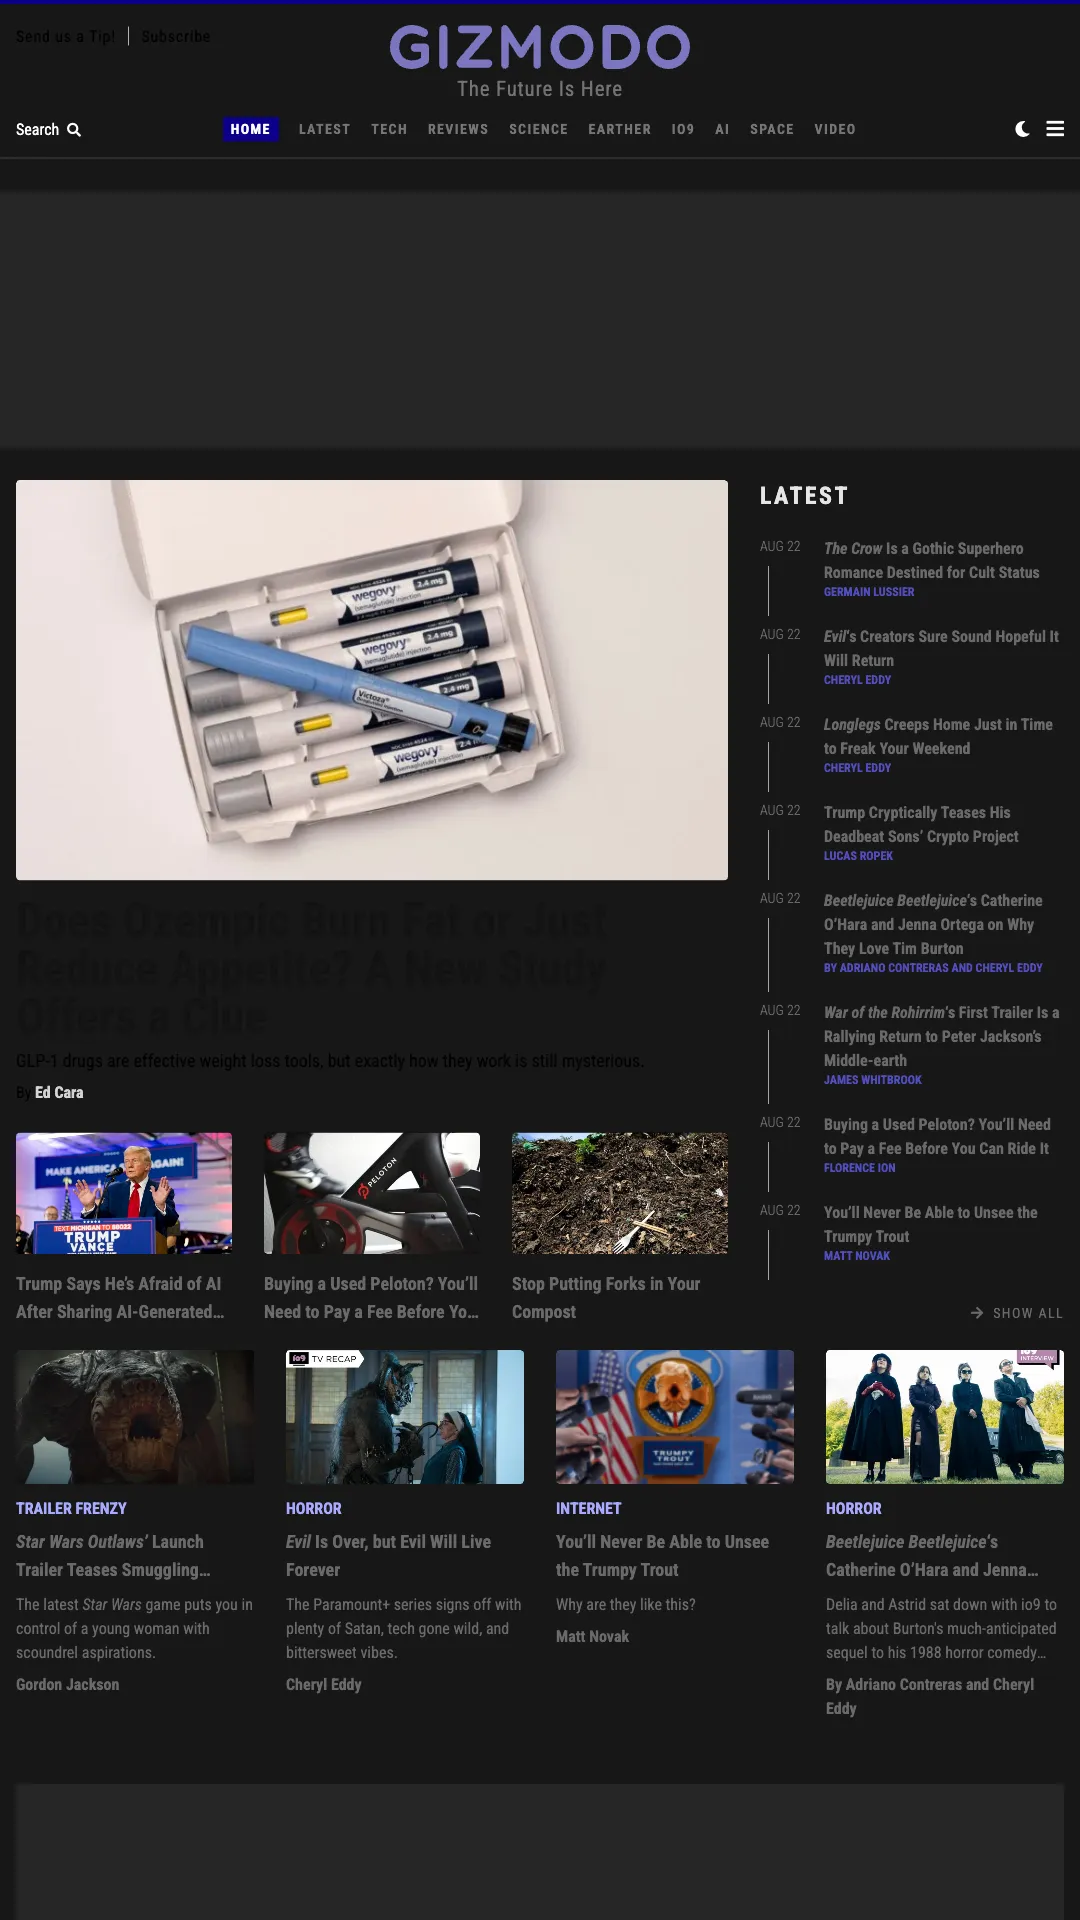 Send us a Tip!
Subscribe
GIZMODO
The Future Is Here
Search
HOME LATEST TECH REVIEWS SCIENCE EARTHER IO9 AI SPACE VIDEO
wegovy®
(semaglutide) injection
2.4 mg
wegovy®
(semaglutide) injection
2.4 mg
2.4 mg
Victoza®
wegovy®
(semaglutide) injection
2.4 mg
Does Ozempic Burn Fat or Just
Reduce Appetite? A New Study
Offers a Clue
GLP-1 drugs are effective weight loss tools, but exactly how they work is still mysterious.
By Ed Cara
MAKE AMERICA AGAIN!
TEXT MICHIGAN TO 88022
TRUMP
VANCE
Trump Says He’s Afraid of AI
After Sharing AI-Generated…
PELOTON
Buying a Used Peloton? You’ll
Need to Pay a Fee Before Yo…
Stop Putting Forks in Your
Compost
LATEST
AUG 22
The Crow Is a Gothic Superhero
Romance Destined for Cult Status
GERMAIN LUSSIER
AUG 22
Evil‘s Creators Sure Sound Hopeful It
Will Return
CHERYL EDDY
AUG 22
Longlegs Creeps Home Just in Time
to Freak Your Weekend
CHERYL EDDY
AUG 22
Trump Cryptically Teases His
Deadbeat Sons’ Crypto Project
LUCAS ROPEK
AUG 22
Beetlejuice Beetlejuice‘s Catherine
O’Hara and Jenna Ortega on Why
They Love Tim Burton
BY ADRIANO CONTRERAS AND CHERYL EDDY
AUG 22
War of the Rohirrim‘s First Trailer Is a
Rallying Return to Peter Jackson’s
Middle-earth
JAMES WHITBROOK
AUG 22
Buying a Used Peloton? You’ll Need
to Pay a Fee Before You Can Ride It
FLORENCE ION
AUG 22
You’ll Never Be Able to Unsee the
Trumpy Trout
MATT NOVAK
SHOW ALL
TRAILER FRENZY
Star Wars Outlaws’ Launch
Trailer Teases Smuggling…
The latest Star Wars game puts you in
control of a young woman with
scoundrel aspirations.
Gordon Jackson
io9 TV RECAP
HORROR
Evil Is Over, but Evil Will Live
Forever
The Paramount+ series signs off with
plenty of Satan, tech gone wild, and
bittersweet vibes.
Cheryl Eddy
TRUMPY
TROUT
INTERNET
You’ll Never Be Able to Unsee
the Trumpy Trout
Why are they like this?
Matt Novak
io9
INTERVIEW
HORROR
Beetlejuice Beetlejuice‘s
Catherine O’Hara and Jenna…
Delia and Astrid sat down with io9 to
talk about Burton's much-anticipated
sequel to his 1988 horror comedy…
By Adriano Contreras and Cheryl
Eddy